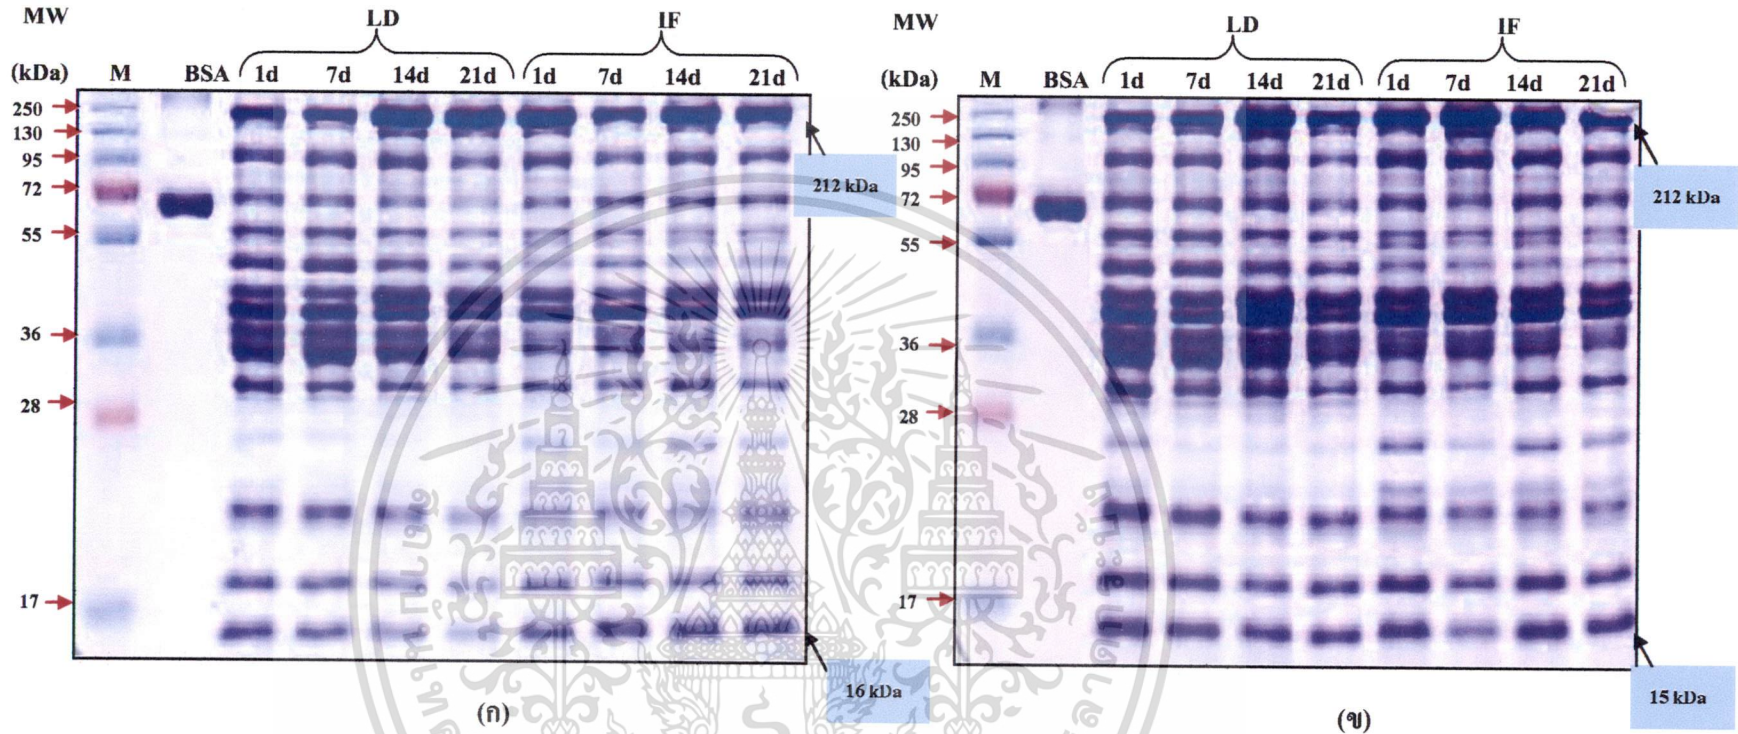 MW
LD
IF
(kDa) M BSA 1d 7d 14d 21d 1d 7d 14d 21d
250
130
95
72
55
36
28
17
212 kDa
16 kDa
(ก)
MW
LD
IF
(kDa) M BSA 1d 7d 14d 21d 1d 7d 14d 21d
250
130
95
72
55
36
28
17
212 kDa
15 kDa
(ข)